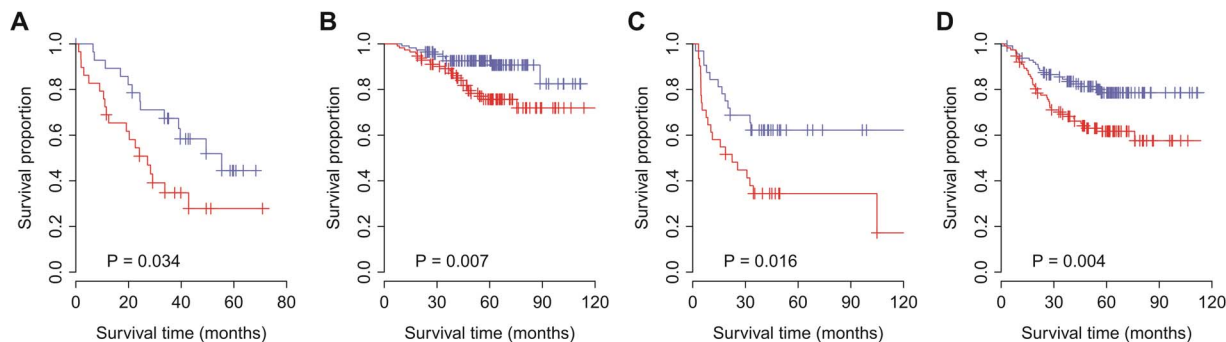 A
Survival proportion
1.0
0.8
0.6
0.4
0.2
0.0
P = 0.034
0 20 40 60 80
Survival time (months)
B
Survival proportion
1.0
0.8
0.6
0.4
0.2
0.0
P = 0.007
0 30 60 90 120
Survival time (months)
C
Survival proportion
1.0
0.8
0.6
0.4
0.2
0.0
P = 0.016
0 30 60 90 120
Survival time (months)
D
Survival proportion
1.0
0.8
0.6
0.4
0.2
0.0
P = 0.004
0 30 60 90 120
Survival time (months)